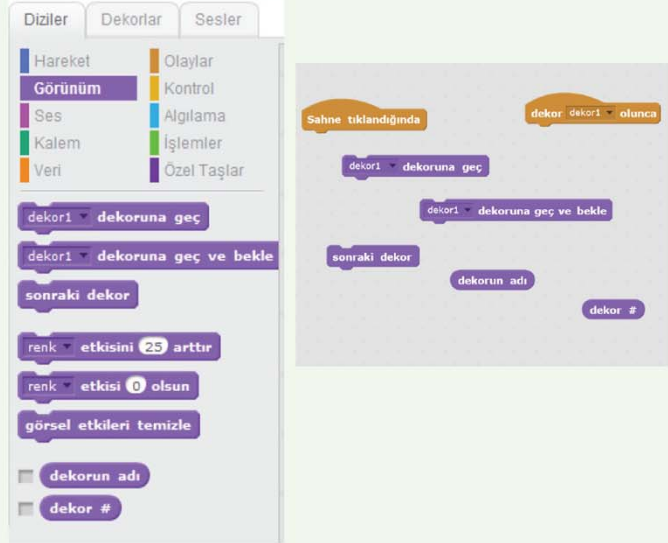 Diziler Dekorlar Sesler
Hareket Olaylar
Görünüm Kontrol
Ses Algılama
Kalem İşlemler
Veri Özel Taşlar
dekor1 dekoruna geç
dekor1 dekoruna geç ve bekle
sonraki dekor
renk etkisini 25 arttır
renk etkisi 0 olsun
görsel etkileri temizle
dekorun adı
dekor #
Sahne tıklandığında
dekor dekor1 olunca
dekor1 dekoruna geç
dekor1 dekoruna geç ve bekle
sonraki dekor
dekorun adı
dekor #